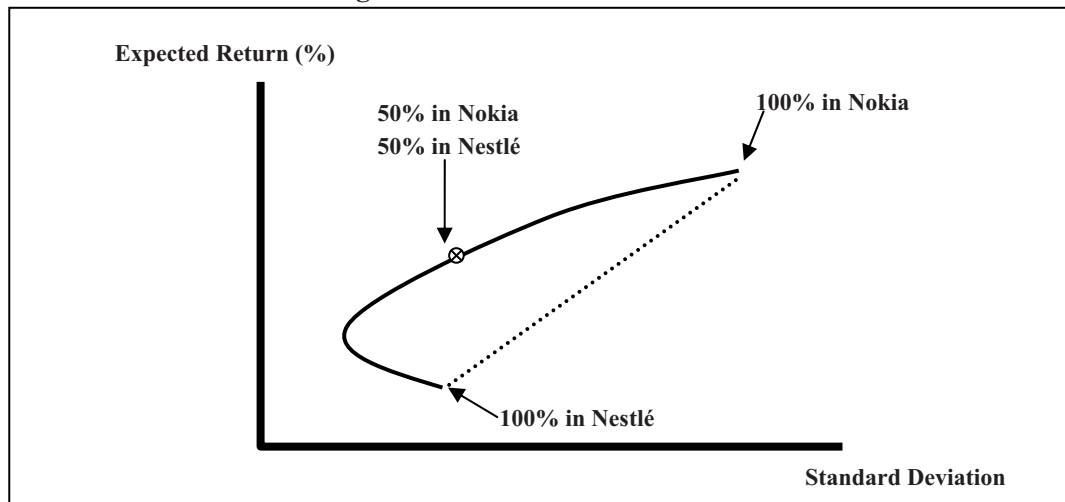 Expected Return (%)
50% in Nokia
50% in Nestlé
100% in Nokia
100% in Nestlé
Standard Deviation